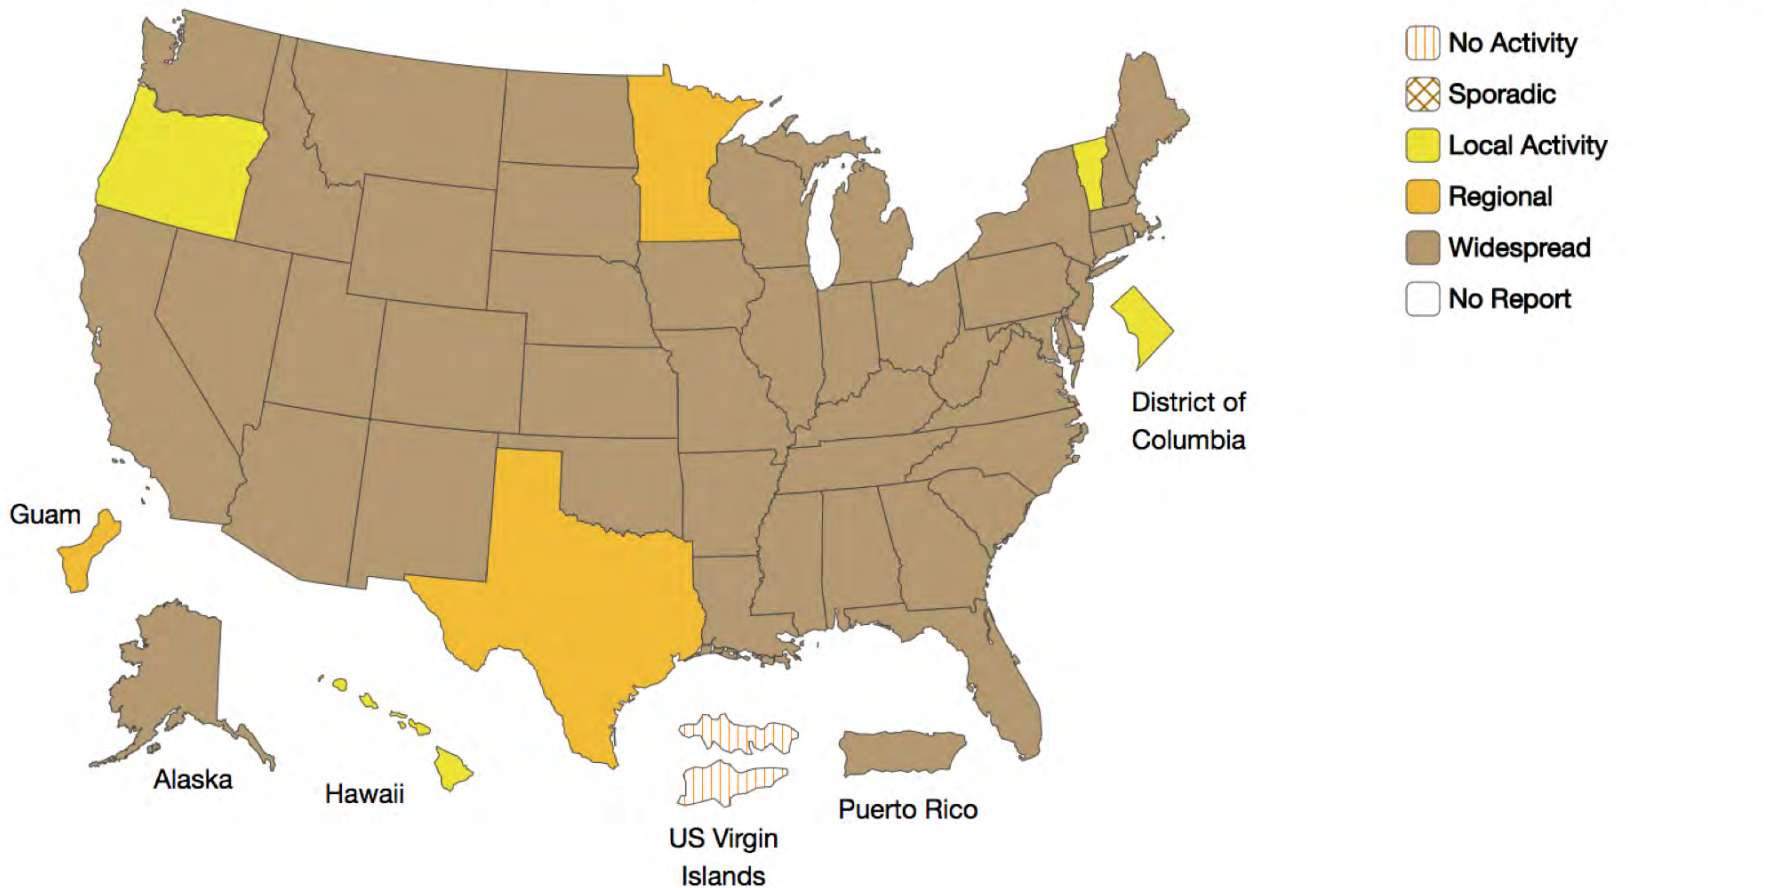 No Activity
Sporadic
Local Activity
Regional
Widespread
No Report
District of
Columbia
Guam
Alaska
Hawaii
US Virgin
Islands
Puerto Rico